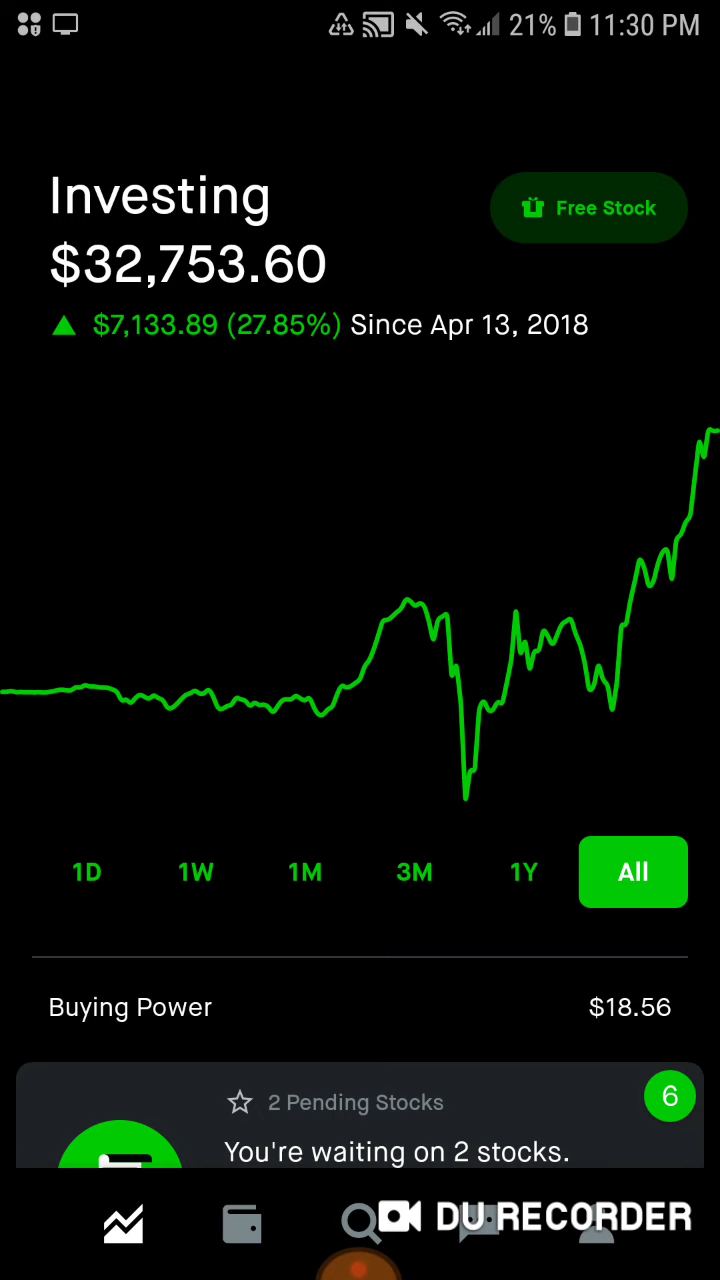 21% 11:30 PM
Investing
Free Stock
$32,753.60
$7,133.89 (27.85%) Since Apr 13, 2018
1D 1W 1M 3M 1Y All
Buying Power $18.56
2 Pending Stocks 6
You're waiting on 2 stocks.
DU RECORDER